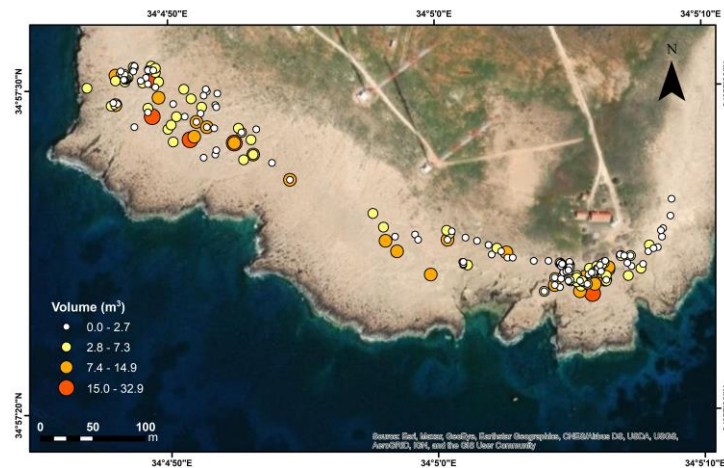 34°4'50"E 34°5'0"E 34°5'10"E
N
34°57'30"N
34°57'20"N
Volume (m³)
0.0 - 2.7
2.8 - 7.3
7.4 - 14.9
15.0 - 32.9
0 50 100
m
Source: Esri, Maxar, GeoEye, Earthstar Geographics, CNES/Airbus DS, USDA, USGS,
AeroGRID, IGN, and the GIS User Community
34°4'50"E 34°5'0"E 34°5'10"E